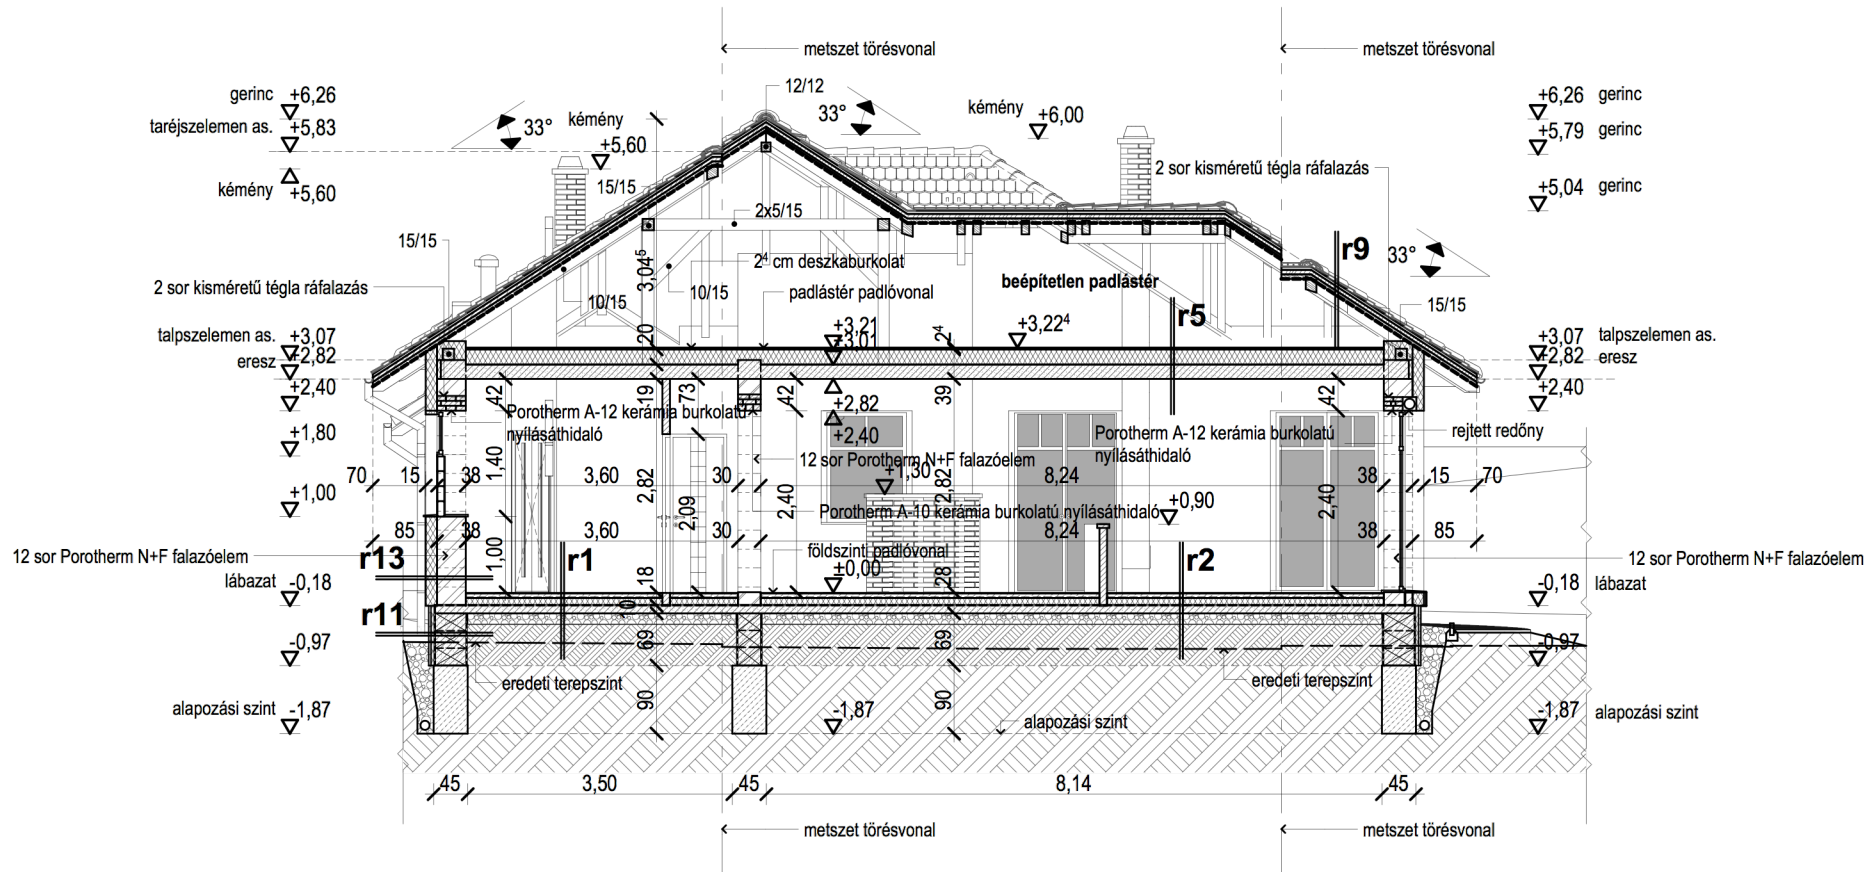 metszet törésvonal
metszet törésvonal
12/12
gerinc +6,26
taréjszelemen as. +5,83
kémény +5,60
33°
kémény
+5,60
33°
kémény
+6,00
+6,26 gerinc
+5,79 gerinc
+5,04 gerinc
2 sor kisméretű tégla ráfalazás
15/15
2x5/15
15/15
2⁴ cm deszkaburkolat
3,04⁵
10/15
10/15
padlástér padlóvonal
beépítetlen padlástér
r9
33°
15/15
r5
2 sor kisméretű tégla ráfalazás
talpszelemen as. +3,07
eresz +2,82
+2,40
+1,80
+1,00
20
+3,21
+3,01
2⁴
+3,22⁴
+3,07 talpszelemen as.
+2,82 eresz
+2,40
42
19
73
42
+2,82
+2,40
39
42
Porotherm A-12 kerámia burkolatú
nyílásáthidaló
Porotherm A-12 kerámia burkolatú
nyílásáthidaló
rejtett redőny
12 sor Porotherm N+F falazóelem
+1,30
70
15
38
1,40
3,60
2,82
2,09
30
2,40
2,82
8,24
2,40
38
15
70
+0,90
Porotherm A-10 kerámia burkolatú nyílásáthidaló
85
38
1,00
3,60
30
8,24
38
85
12 sor Porotherm N+F falazóelem
r13
r1
földszinti padlóvonal
±0,00
r2
12 sor Porotherm N+F falazóelem
lábazat -0,18
18
28
-0,18 lábazat
r11
10
-0,97
69
69
-0,97
eredeti terepszint
eredeti terepszint
90
90
alapozási szint -1,87
-1,87
alapozási szint
-1,87 alapozási szint
45
3,50
45
8,14
45
metszet törésvonal
metszet törésvonal